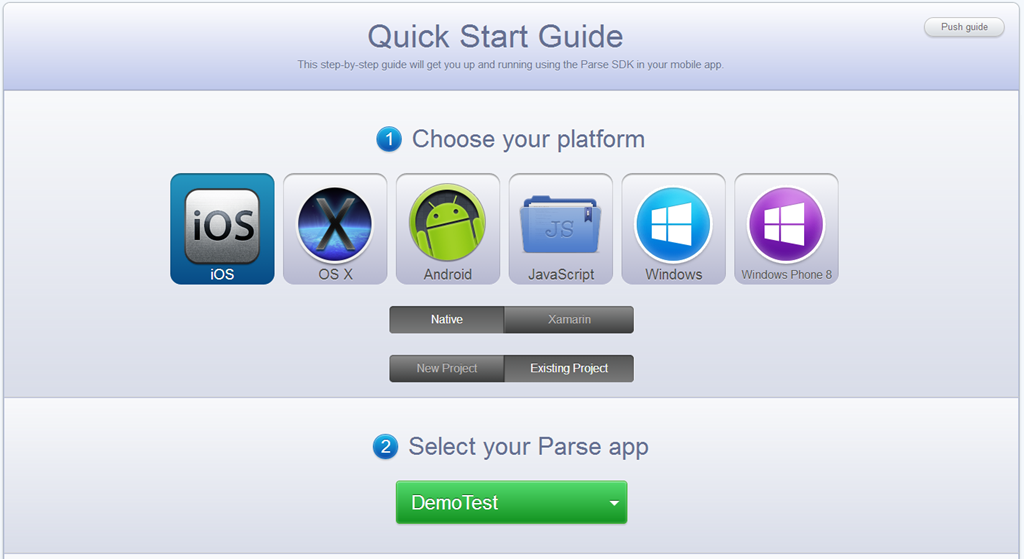 Quick Start Guide
Push guide
This step-by-step guide will get you up and running using the Parse SDK in your mobile app.
1 Choose your platform
iOS X JS
iOS OS X Android JavaScript Windows Windows Phone 8
Native Xamarin
New Project Existing Project
2 Select your Parse app
DemoTest